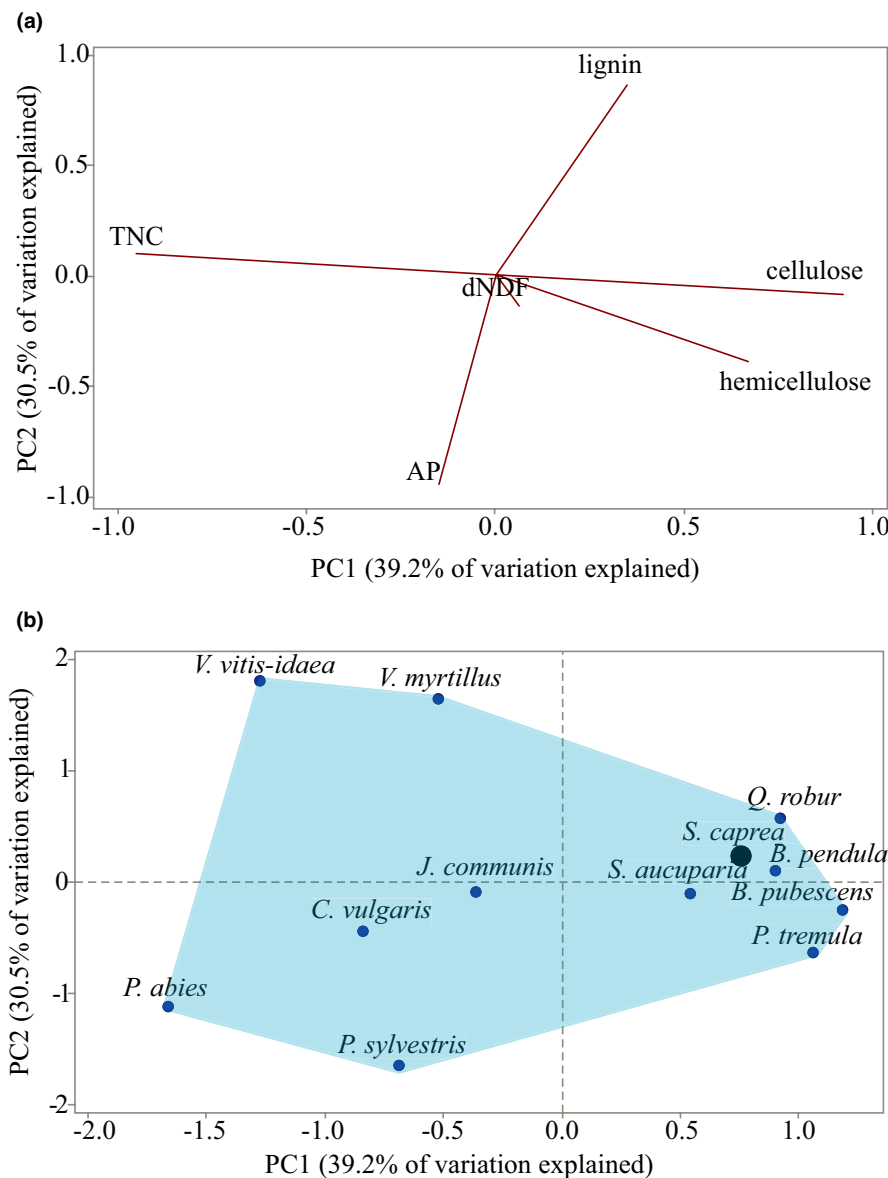 (a)
1.0
lignin
0.5
TNC
0.0
cellulose
dNDF
hemicellulose
-0.5
AP
-1.0
-1.0
-0.5
0.0
0.5
1.0
PC2 (30.5% of variation explained)
PC1 (39.2% of variation explained)
(b)
2
V. vitis-idaea
V. myrtillus
1
Q. robur
S. caprea
B. pendula
J. communis
S. aucuparia
0
B. pubescens
C. vulgaris
P. tremula
-1
P. abies
P. sylvestris
-2
-2.0
-1.5
-1.0
-0.5
0.0
0.5
1.0
PC2 (30.5% of variation explained)
PC1 (39.2% of variation explained)